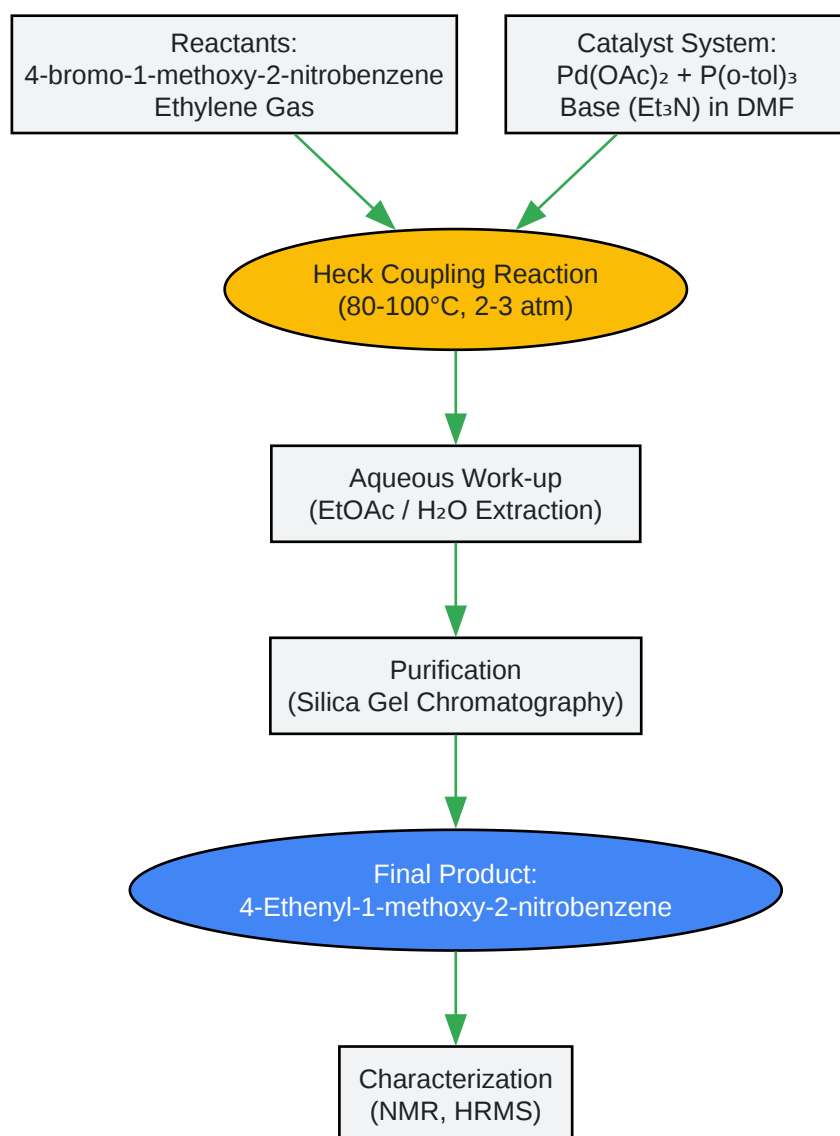 Reactants:
4-bromo-1-methoxy-2-nitrobenzene
Ethylene Gas
Catalyst System:
Pd(OAc)₂ + P(o-tol)₃
Base (Et₃N) in DMF
Heck Coupling Reaction
(80-100°C, 2-3 atm)
Aqueous Work-up
(EtOAc / H₂O Extraction)
Purification
(Silica Gel Chromatography)
Final Product:
4-Ethenyl-1-methoxy-2-nitrobenzene
Characterization
(NMR, HRMS)